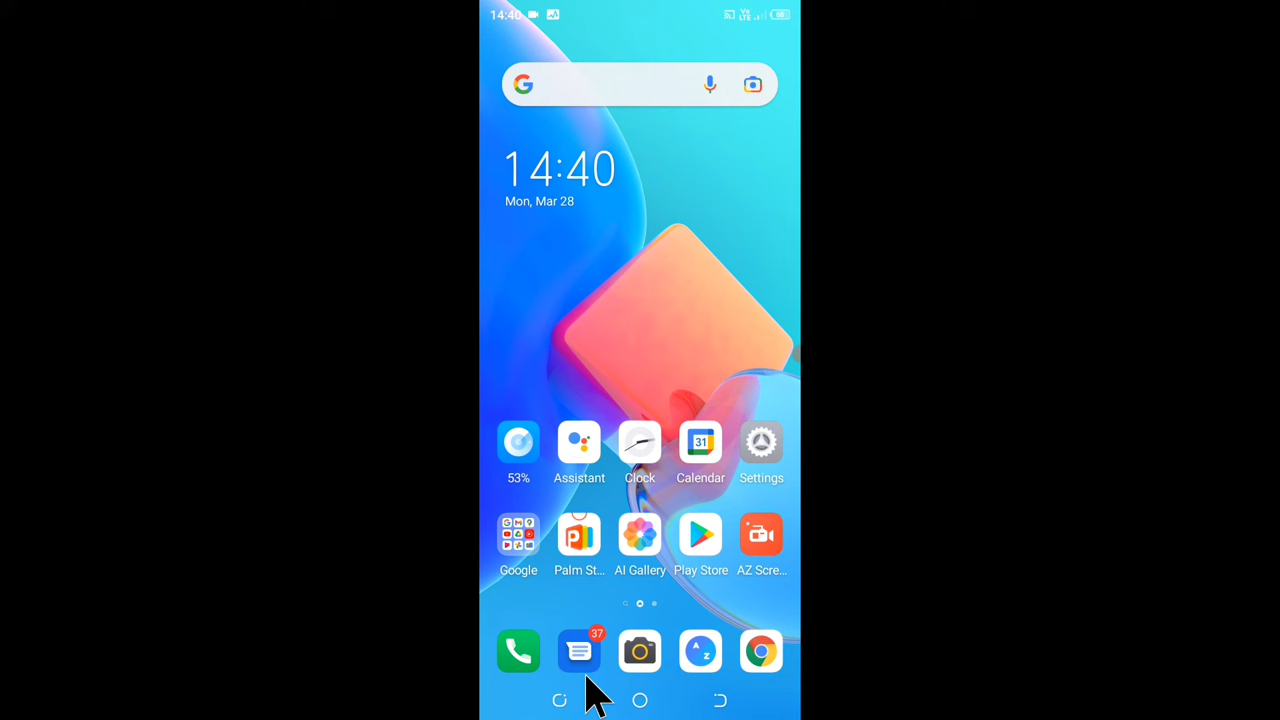 14:40
14:40
Mon, Mar 28
31
53% Assistant Clock Calendar Settings
Google Palm St... AI Gallery Play Store AZ Scre...
37
A
Z